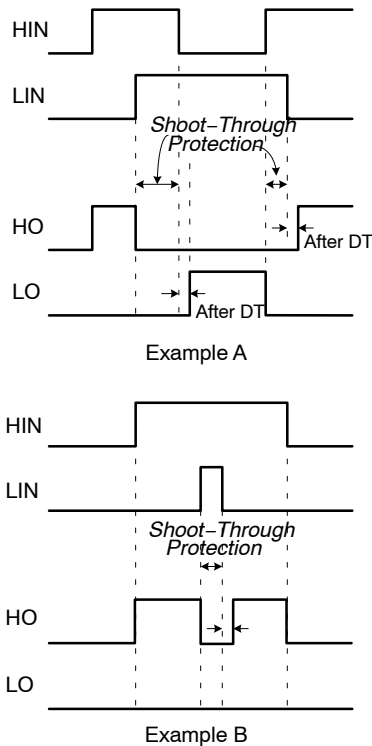 HIN
LIN
Shoot−Through
Protection
HO
After DT
LO
After DT
Example A
HIN
LIN
Shoot−Through
Protection
HO
LO
Example B